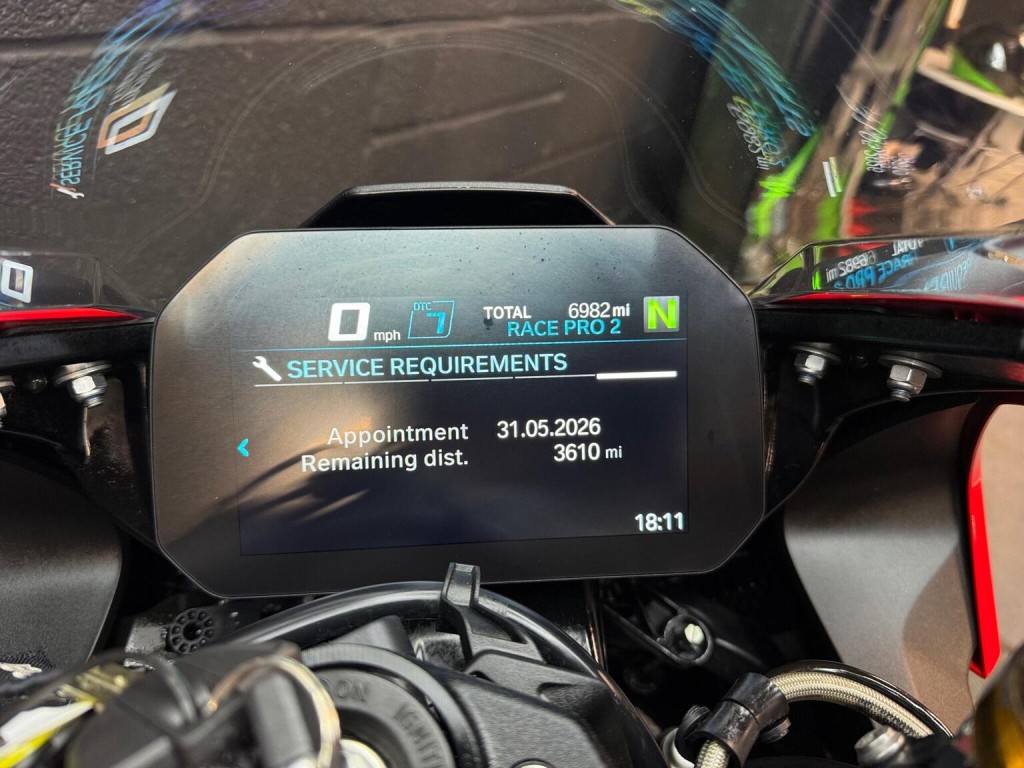 0 mph
DTC
7
TOTAL 6982 mi
RACE PRO 2
N
SERVICE REQUIREMENTS
Appointment 31.05.2026
Remaining dist. 3610 mi
18:11